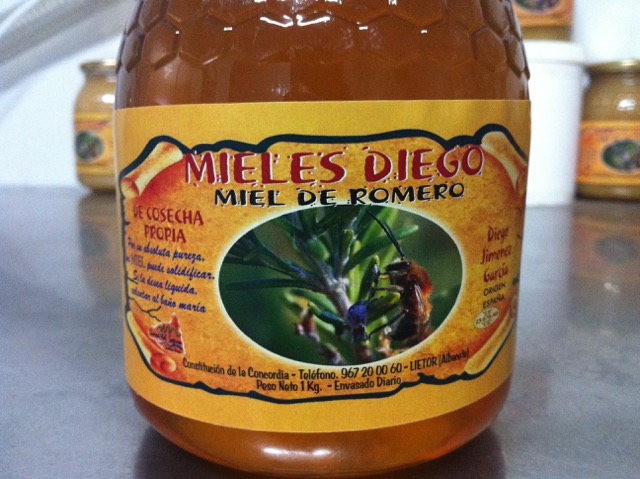 MIELES DIEGO
MIEL DE ROMERO
DE COSECHA
PROPIA
Por su absoluta pureza,
la MIEL puede solidificar.
Si la desea líquida,
calentar al baño maría
Diego
Jimenez
García
ORIGEN
ESPAÑA
Constitución de la Concordia - Teléfono. 967 20 00 60 - LIETOR (Albacete)
Peso Neto 1 Kg. - Envasado Diario